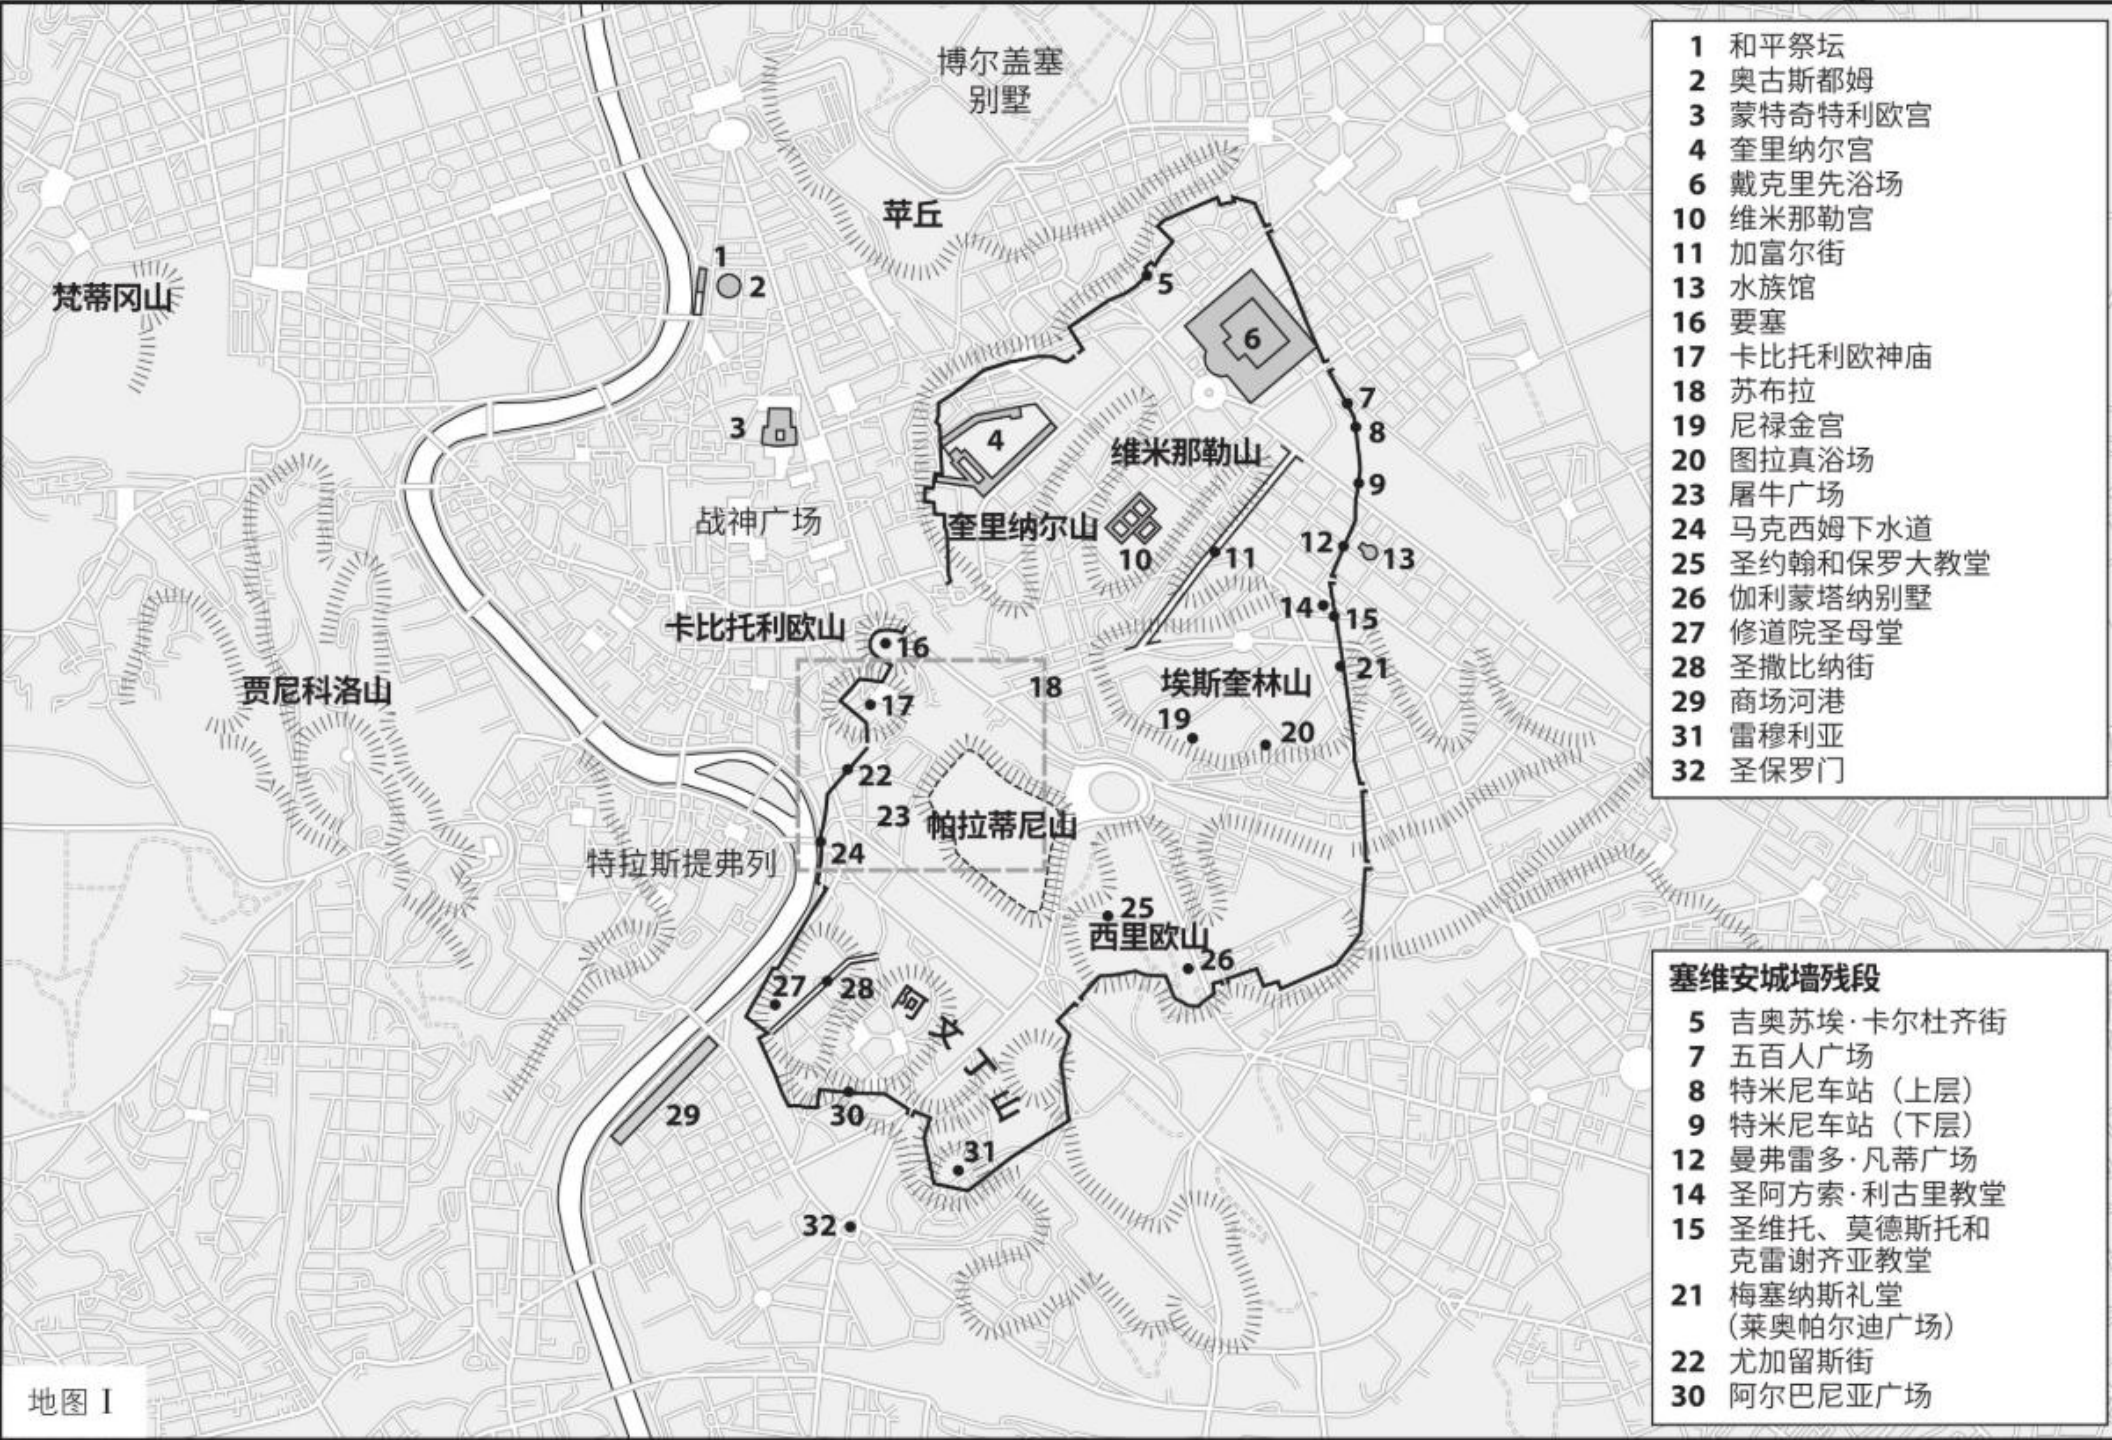 博尔盖塞
别墅
苹丘
1
2
5
梵蒂冈山
6
3
7
4
8
维米那勒山
9
战神广场
奎里纳尔山
10
11
12
13
14
15
卡比托利欧山
16
贾尼科洛山
17
18
埃斯奎林山
21
19
20
22
23
帕拉蒂尼山
24
特拉斯提弗列
25
西里欧山
26
27
28
阿文丁山
29
30
31
32
地图 I
1 和平祭坛
2 奥古斯都姆
3 蒙特奇特利欧宫
4 奎里纳尔宫
6 戴克里先浴场
10 维米那勒宫
11 加富尔街
13 水族馆
16 要塞
17 卡比托利欧神庙
18 苏布拉
19 尼禄金宫
20 图拉真浴场
23 屠牛广场
24 马克西姆下水道
25 圣约翰和保罗大教堂
26 伽利蒙塔纳别墅
27 修道院圣母堂
28 圣撒比纳街
29 商场河港
31 雷穆利亚
32 圣保罗门
塞维安城墙残段
5 吉奥苏埃·卡尔杜齐街
7 五百人广场
8 特米尼车站（上层）
9 特米尼车站（下层）
12 曼弗雷多·凡蒂广场
14 圣阿方索·利古里教堂
15 圣维托、莫德斯托和
克雷谢齐亚教堂
21 梅塞纳斯礼堂
（莱奥帕尔迪广场）
22 尤加留斯街
30 阿尔巴尼亚广场